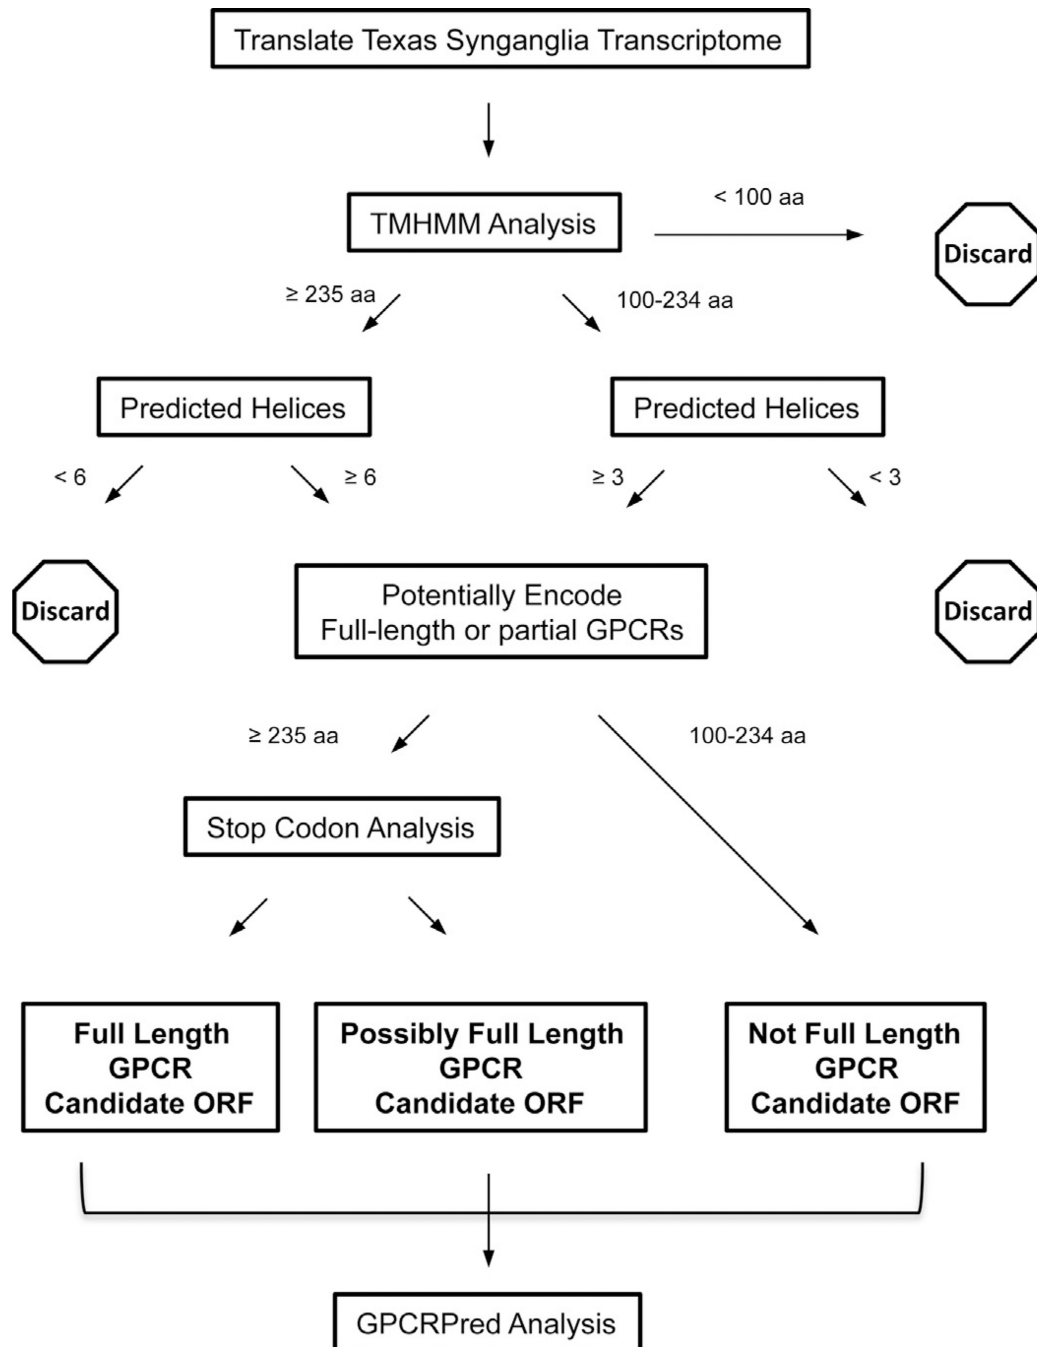 Translate Texas Synganglia Transcriptome
< 100 aa
TMHMM Analysis
Discard
≥ 235 aa
100-234 aa
Predicted Helices
Predicted Helices
< 6
≥ 6
≥ 3
< 3
Discard
Potentially Encode
Full-length or partial GPCRs
Discard
≥ 235 aa
100-234 aa
Stop Codon Analysis
Full Length
GPCR
Candidate ORF
Possibly Full Length
GPCR
Candidate ORF
Not Full Length
GPCR
Candidate ORF
GPCRPred Analysis